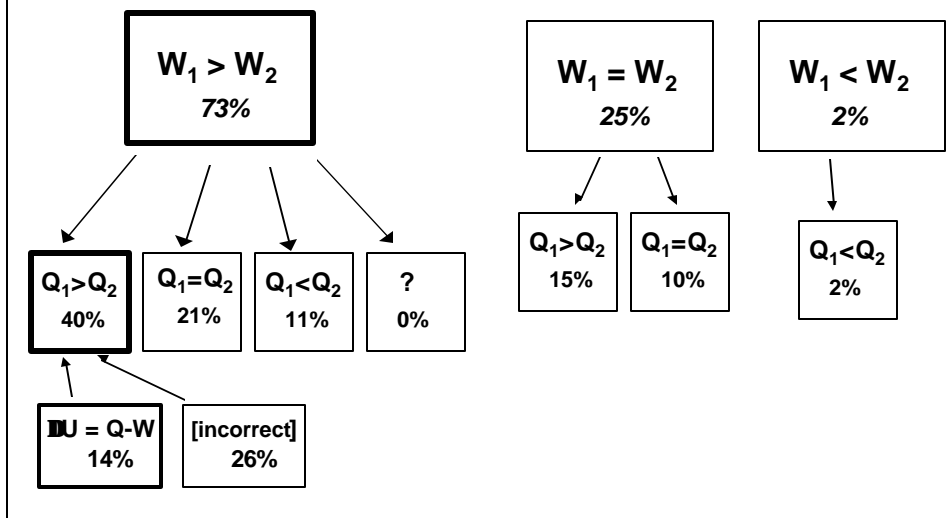 W₁ > W₂
73%
W₁ = W₂
25%
W₁ < W₂
2%
Q₁>Q₂
40%
Q₁=Q₂
21%
Q₁<Q₂
11%
?
0%
Q₁>Q₂
15%
Q₁=Q₂
10%
Q₁<Q₂
2%
U = Q-W
14%
[incorrect]
26%